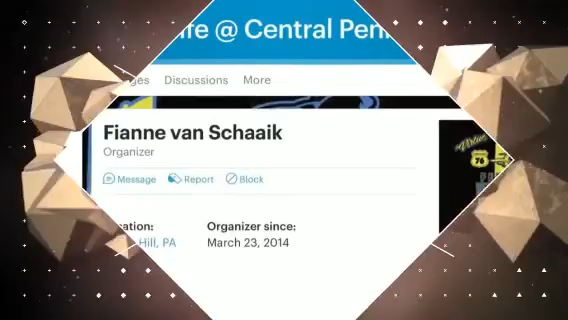 ife @ Central Pen
ges Discussions More
Fianne van Schaaik
Organizer
Message Report Block
ation: Organizer since:
Hill, PA March 23, 2014
76